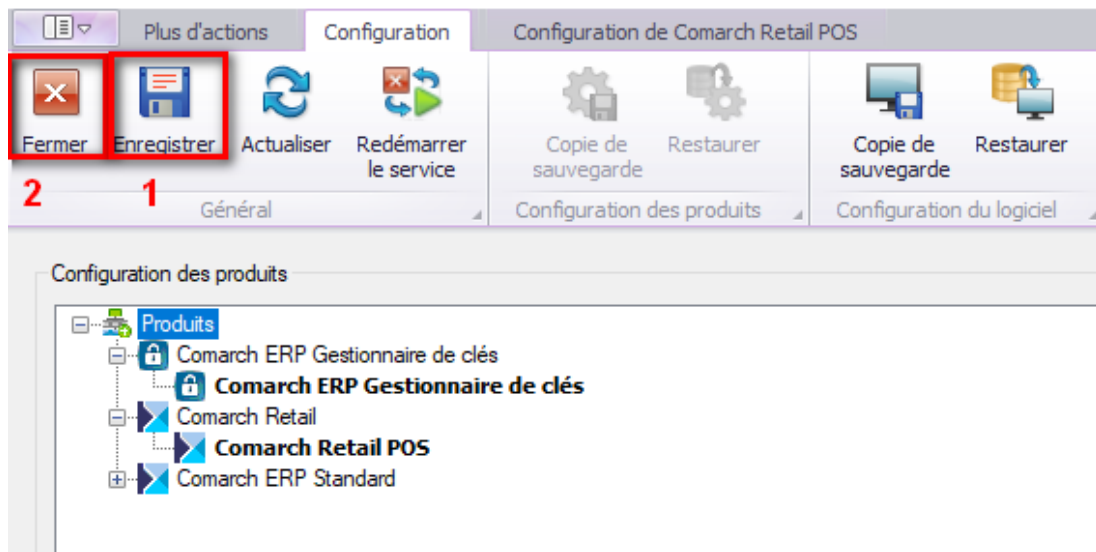 Plus d'actions Configuration Configuration de Comarch Retail POS
Fermer Enregistrer Actualiser Redémarrer le service Copie de sauvegarde Restaurer Copie de sauvegarde Restaurer
2 1
Général Configuration des produits Configuration du logiciel
Configuration des produits
Produits
Comarch ERP Gestionnaire de clés
Comarch ERP Gestionnaire de clés
Comarch Retail
Comarch Retail POS
Comarch ERP Standard